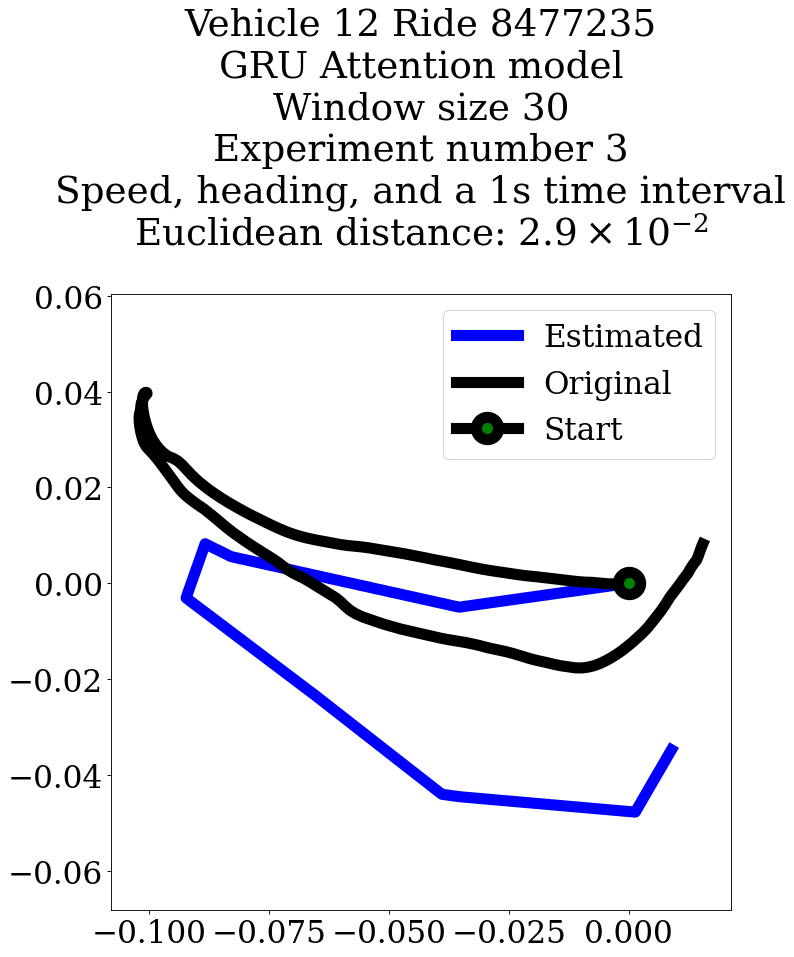 Vehicle 12 Ride 8477235
GRU Attention model
Window size 30
Experiment number 3
Speed, heading, and a 1s time interval
Euclidean distance: 2.9 × 10⁻²
0.06
0.04
0.02
0.00
−0.02
−0.04
−0.06
Estimated
Original
Start
−0.100 −0.075 −0.050 −0.025 0.000